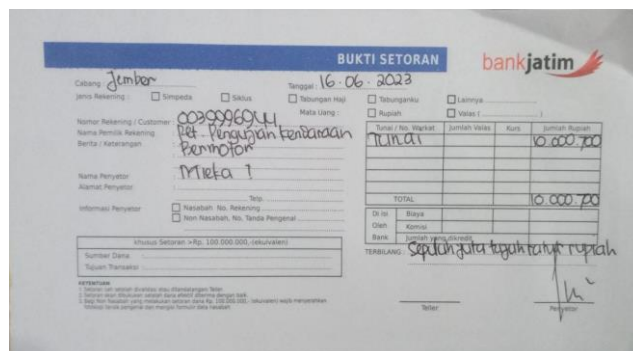 BUKTI SETORAN
bankjatim
Cabang : Jember
Tanggal : 16 - 06 - 2023
Jenis Rekening : Simpeda Siklus Tabungan Haji Tabunganku Lainnya
Mata Uang : Rupiah Valas ( )
Nomor Rekening / Customer : 0039996944
Nama Pemilik Rekening : Ret. Pengujian Kendaraan
Berita / Keterangan : Bermotor
Tunai / No. Warkat Jumlah Valas Kurs Jumlah Rupiah
Tunai 10.000.700
Nama Penyetor : Mieka
Alamat Penyetor :
Telp.
Informasi Penyetor : Nasabah No. Rekening
Non Nasabah, No. Tanda Pengenal
TOTAL 10.000.700
Di Isi Oleh Bank
Biaya
Komisi
Jumlah yang dikredit
khusus Setoran >Rp. 100.000.000,-(ekuivalen)
Sumber Dana :
Tujuan Transaksi :
TERBILANG : Sepuluh juta tujuh ratus rupiah
KETENTUAN
Teller
Penyetor